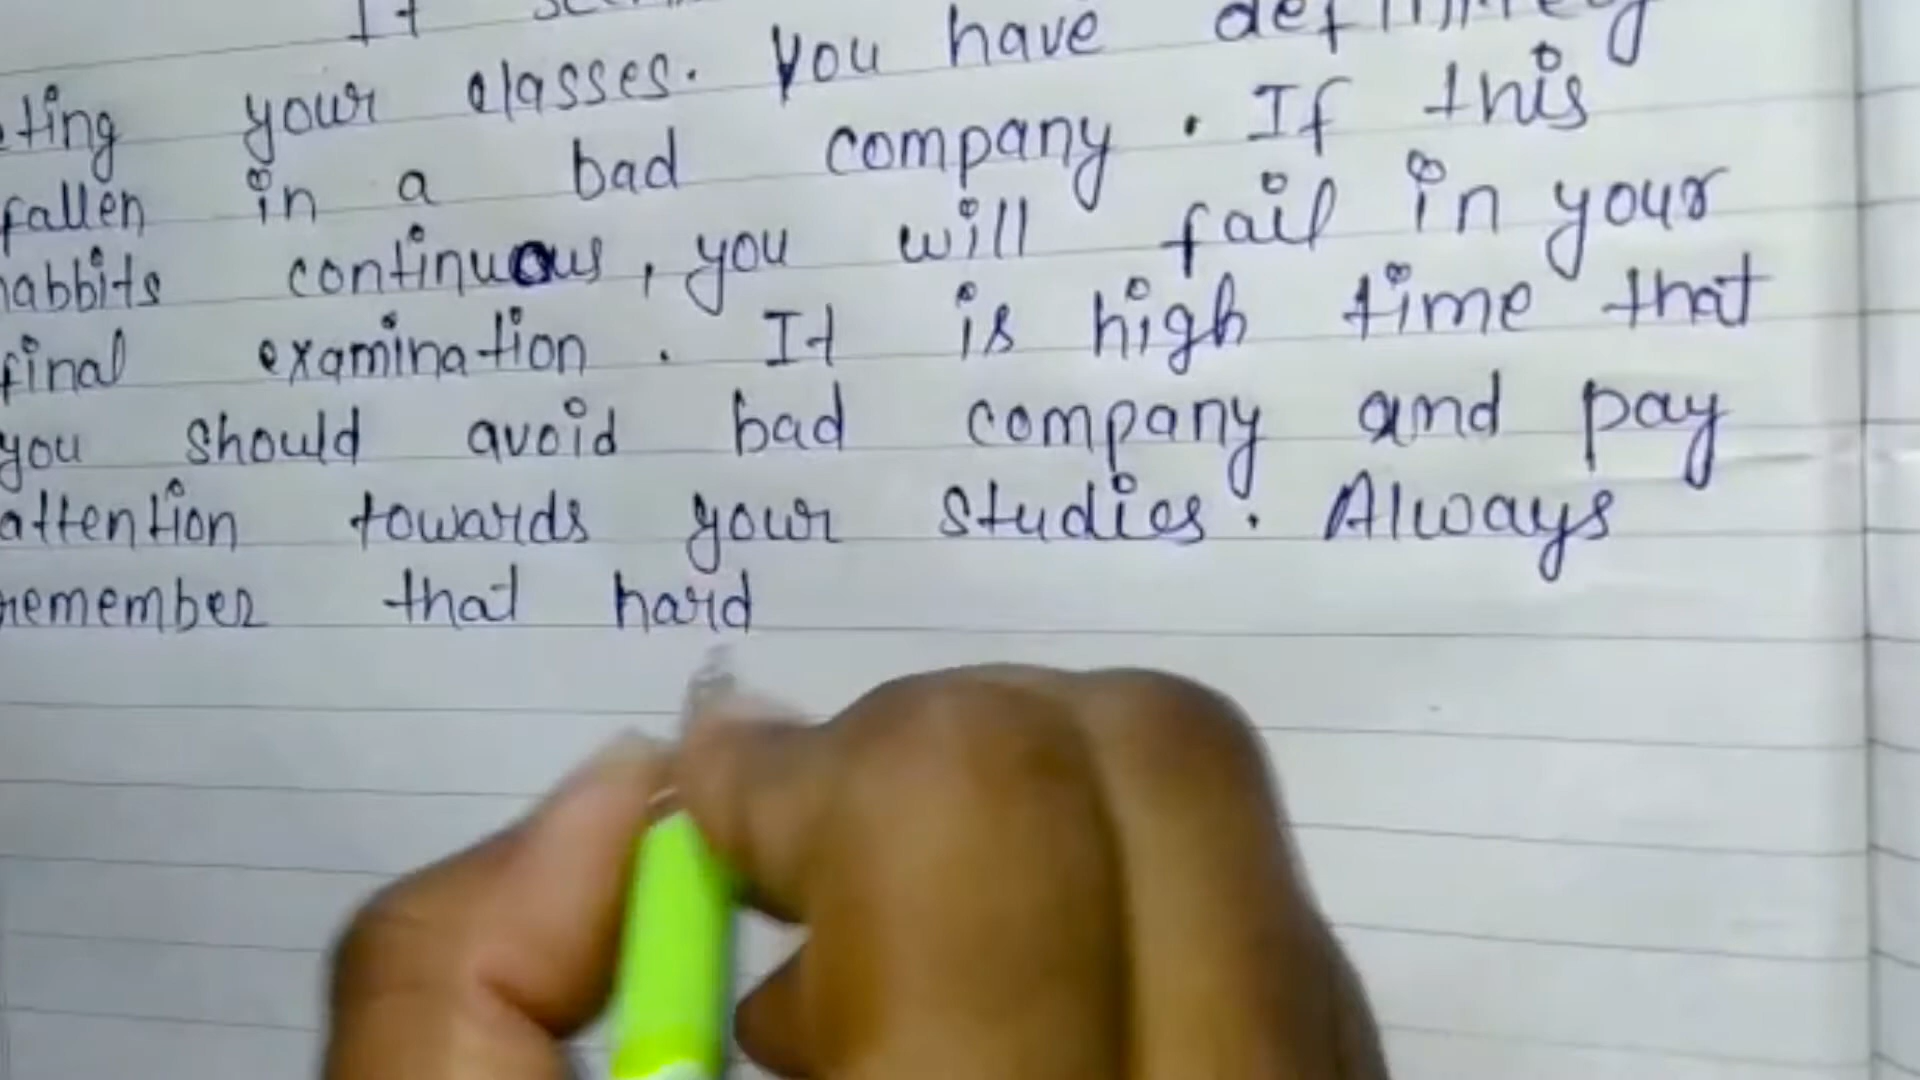 It
ting your classes. You have definitely
fallen in a bad company. If this
habbits continuous, you will fail in your
final examination. It is high time that
you should avoid bad company and pay
attention towards your studies. Always
remember that hard